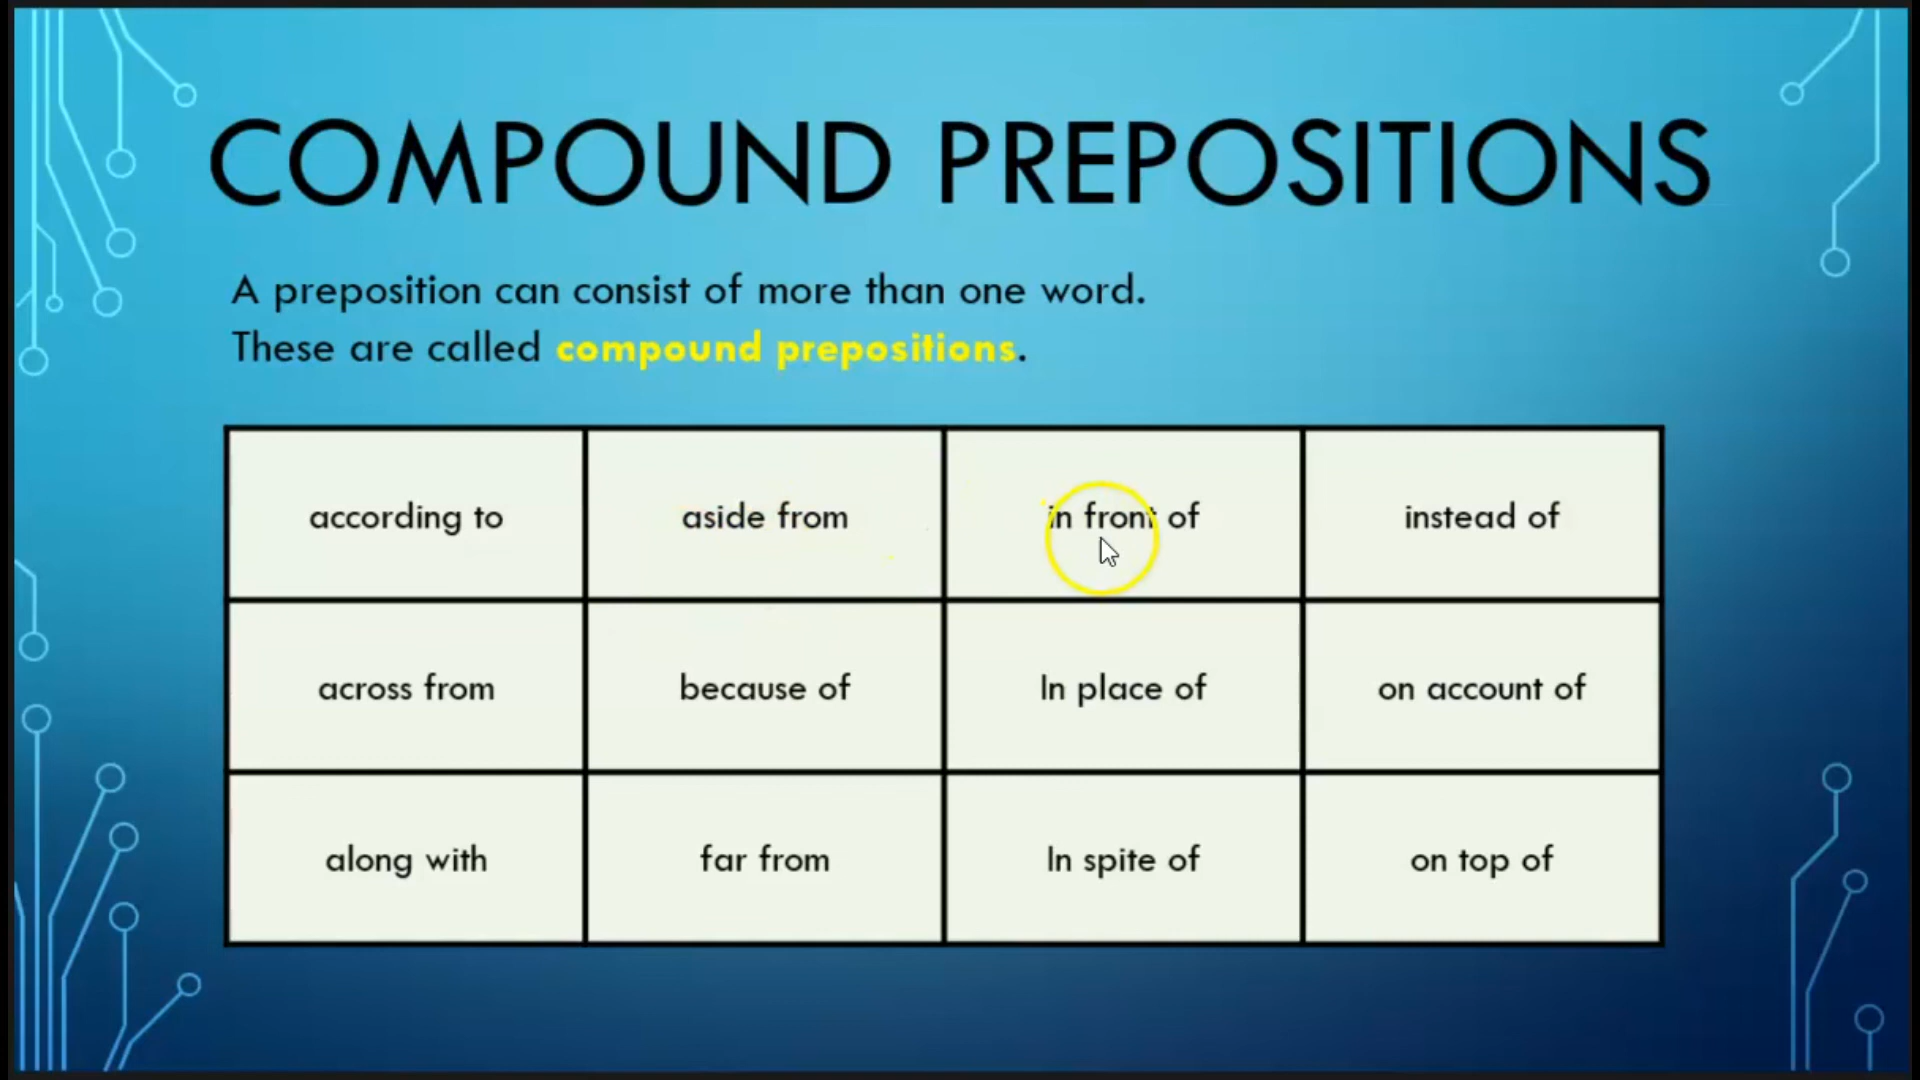 COMPOUND PREPOSITIONS
A preposition can consist of more than one word.
These are called compound prepositions.
according to
aside from
in front of
instead of
across from
because of
In place of
on account of
along with
far from
In spite of
on top of